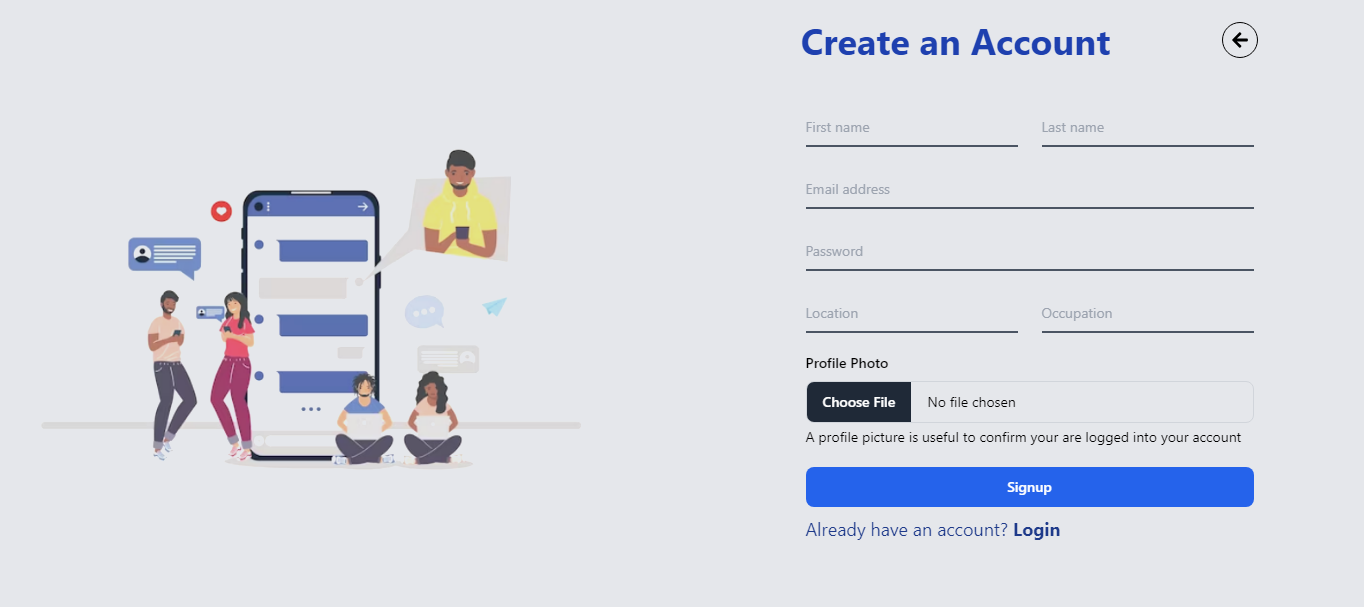 Create an Account
First name Last name
Email address
Password
Location Occupation
Profile Photo
Choose File No file chosen
A profile picture is useful to confirm your are logged into your account
Signup
Already have an account? Login